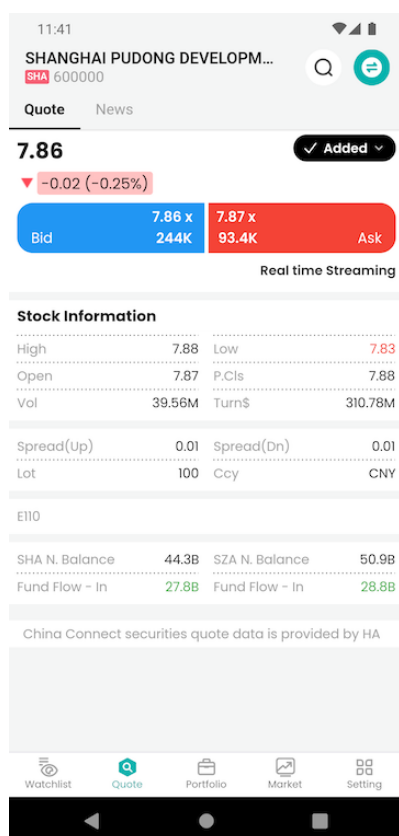 11:41
SHANGHAI PUDONG DEVELOPM...
SHA 600000
Quote News
7.86
Added
▼ -0.02 (-0.25%)
7.86 x 7.87 x
Bid 244K 93.4K Ask
Real time Streaming
Stock Information
High 7.88 Low 7.83
Open 7.87 P.Cls 7.88
Vol 39.56M Turn$ 310.78M
Spread(Up) 0.01 Spread(Dn) 0.01
Lot 100 Ccy CNY
E110
SHA N. Balance 44.3B SZA N. Balance 50.9B
Fund Flow - In 27.8B Fund Flow - In 28.8B
China Connect securities quote data is provided by HA
Watchlist Quote Portfolio Market Setting